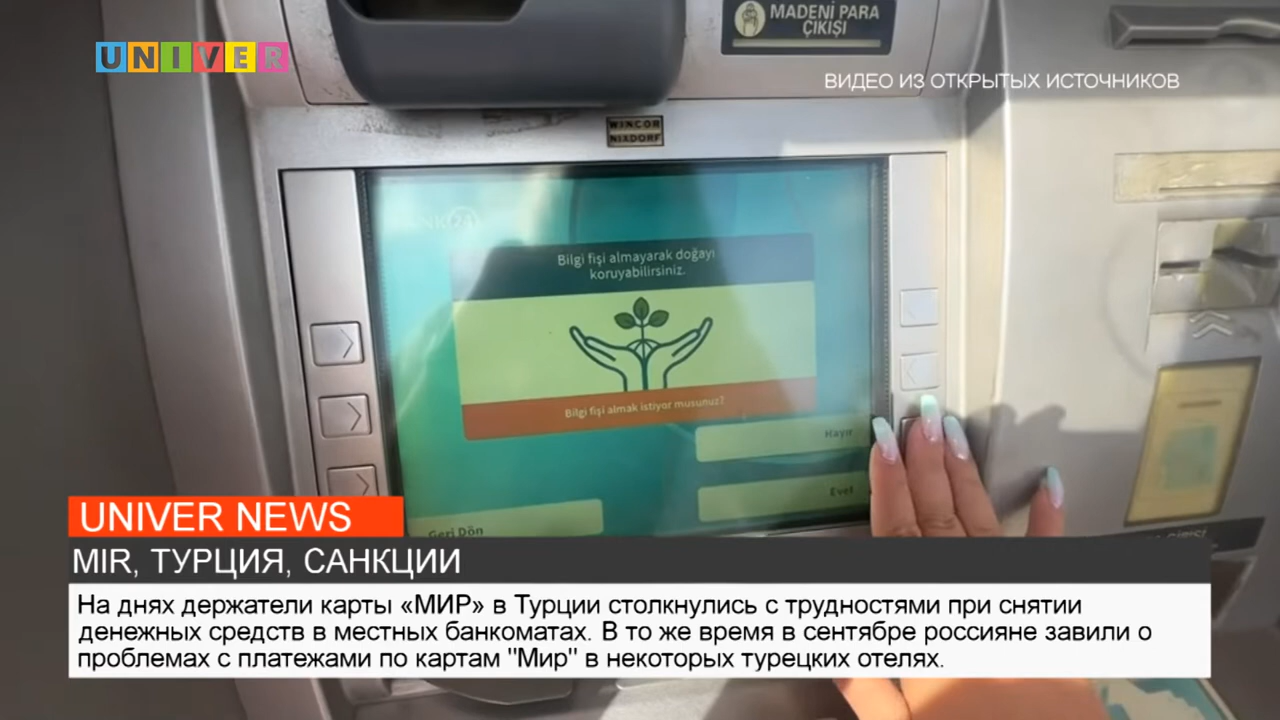 MADENİ PARA
ÇIKIŞI
UNIVER
ВИДЕО ИЗ ОТКРЫТЫХ ИСТОЧНИКОВ
WINCOR
NIXDORF
Bilgi fişi almayarak doğayı
koruyabilirsiniz.
Bilgi fişi almak istiyor musunuz?
Hayır
Evet
Geri Dön
UNIVER NEWS
MIR, ТУРЦИЯ, САНКЦИИ
На днях держатели карты «МИР» в Турции столкнулись с трудностями при снятии
денежных средств в местных банкоматах. В то же время в сентябре россияне завили о
проблемах с платежами по картам "Мир" в некоторых турецких отелях.